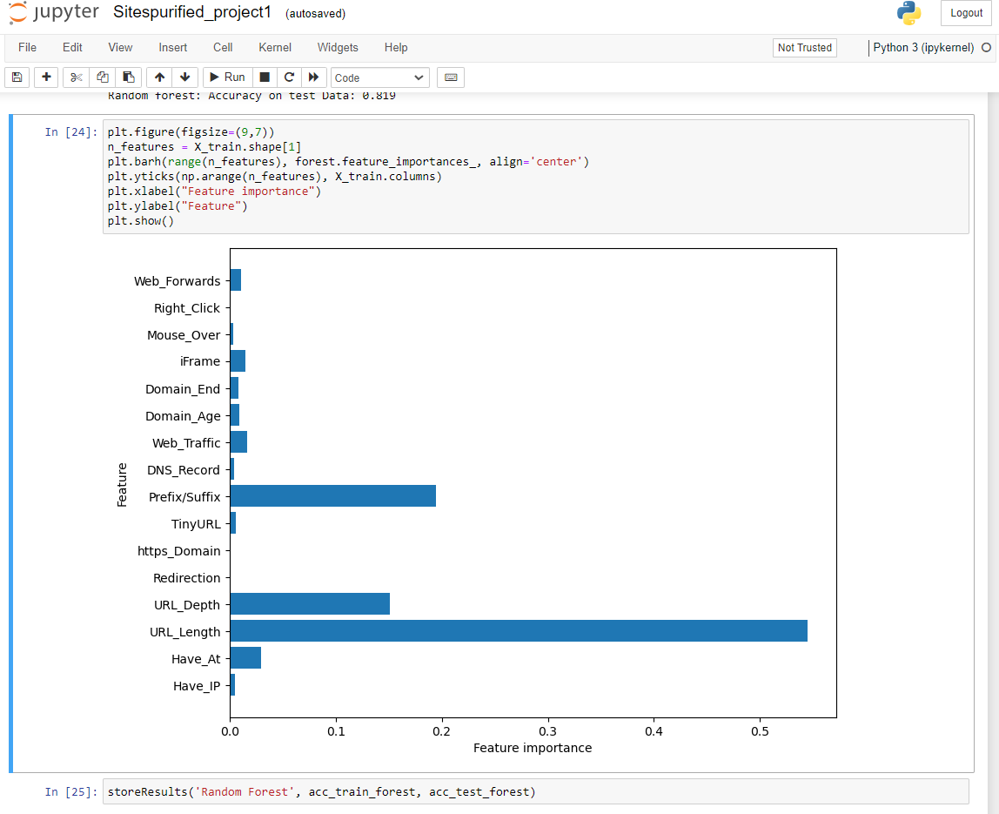 jupyter Sitespurified_project1 (autosaved) Logout
File Edit View Insert Cell Kernel Widgets Help Not Trusted Python 3 (ipykernel)
Run Code
Random forest: Accuracy on test Data: 0.819
In [24]: plt.figure(figsize=(9,7))
n_features = X_train.shape[1]
plt.barh(range(n_features), forest.feature_importances_, align='center')
plt.yticks(np.arange(n_features), X_train.columns)
plt.xlabel("Feature importance")
plt.ylabel("Feature")
plt.show()
Web_Forwards
Right_Click
Mouse_Over
iFrame
Domain_End
Domain_Age
Web_Traffic
DNS_Record
Feature
Prefix/Suffix
TinyURL
https_Domain
Redirection
URL_Depth
URL_Length
Have_At
Have_IP
0.0 0.1 0.2 0.3 0.4 0.5
Feature importance
In [25]: storeResults('Random Forest', acc_train_forest, acc_test_forest)